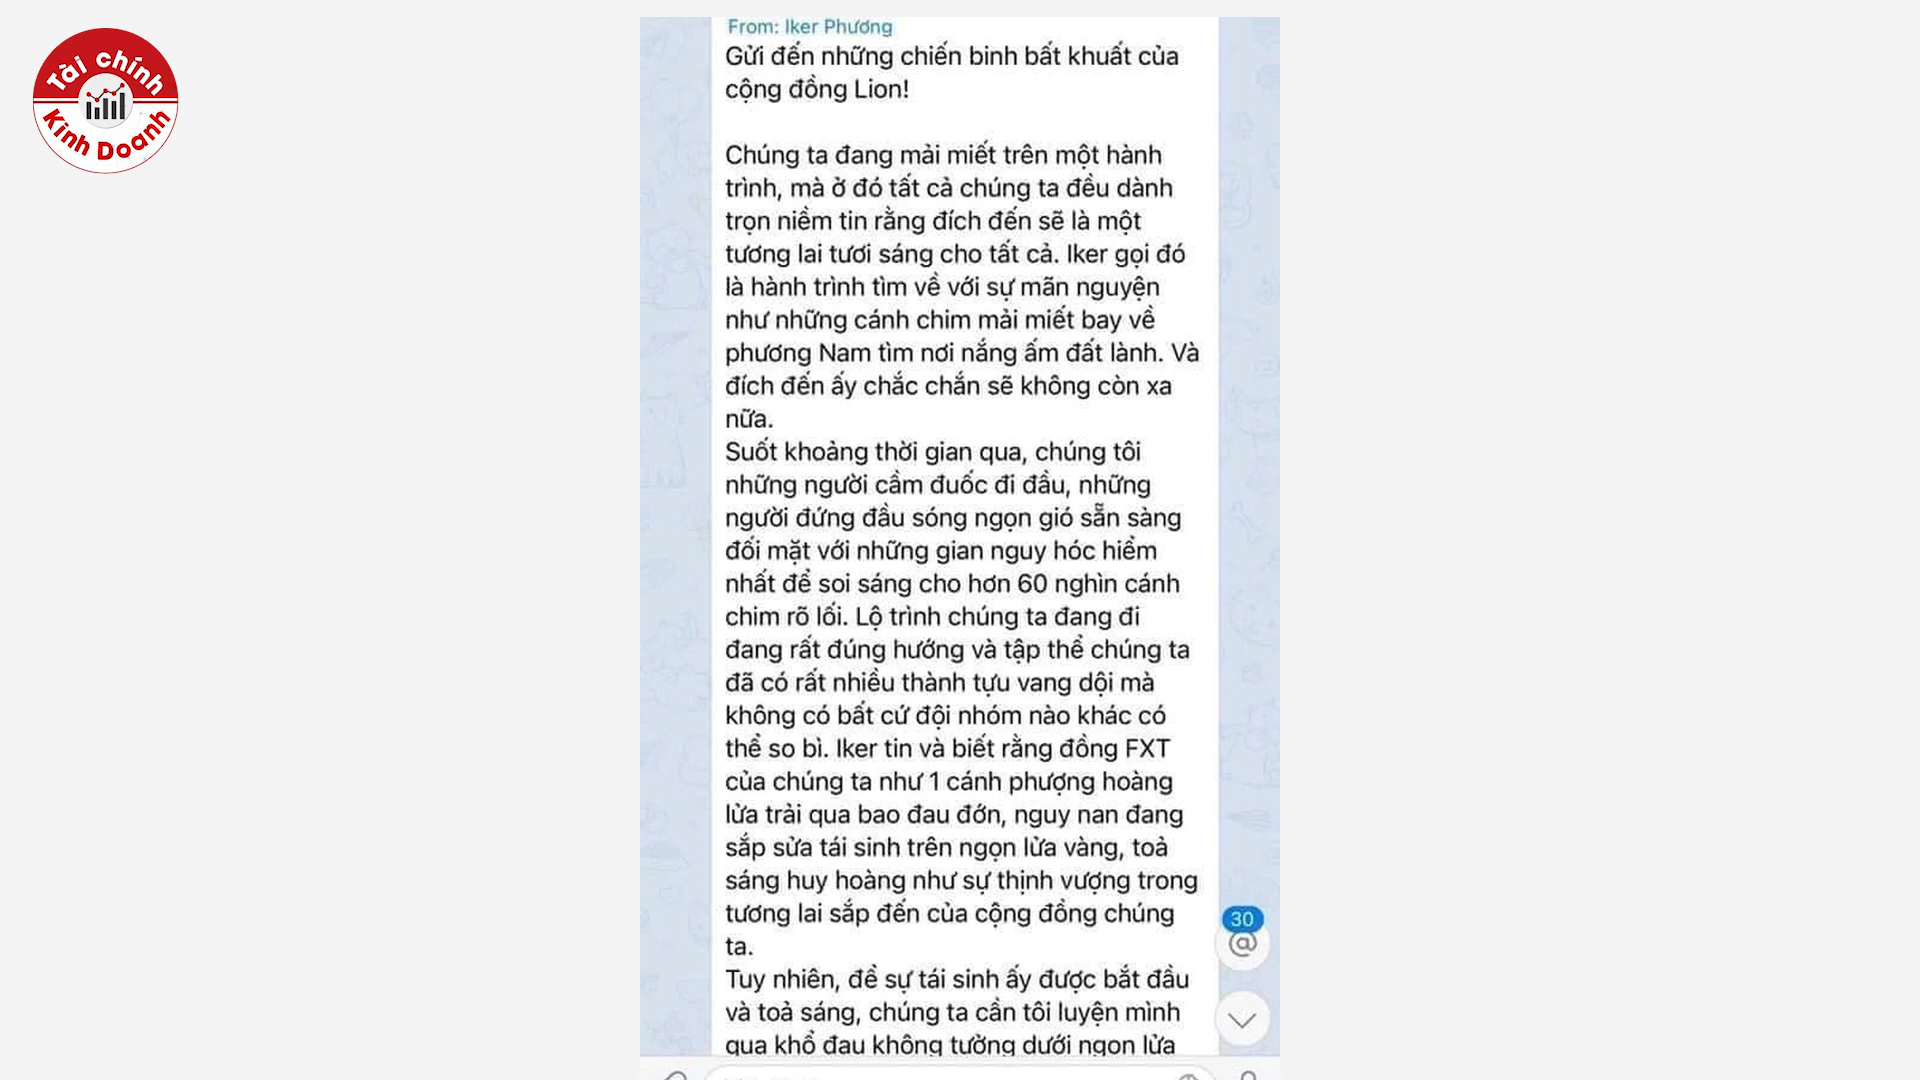 Tài chính
Kinh Doanh
From: Iker Phương
Gửi đến những chiến binh bất khuất của
cộng đồng Lion!
Chúng ta đang mải miết trên một hành
trình, mà ở đó tất cả chúng ta đều dành
trọn niềm tin rằng đích đến sẽ là một
tương lai tươi sáng cho tất cả. Iker gọi đó
là hành trình tìm về với sự mãn nguyện
như những cánh chim mải miết bay về
phương Nam tìm nơi nắng ấm đất lành. Và
đích đến ấy chắc chắn sẽ không còn xa
nữa.
Suốt khoảng thời gian qua, chúng tôi
những người cầm đuốc đi đầu, những
người đứng đầu sóng ngọn gió sẵn sàng
đối mặt với những gian nguy hóc hiểm
nhất để soi sáng cho hơn 60 nghìn cánh
chim rõ lối. Lộ trình chúng ta đang đi
đang rất đúng hướng và tập thể chúng ta
đã có rất nhiều thành tựu vang dội mà
không có bất cứ đội nhóm nào khác có
thể so bì. Iker tin và biết rằng đồng FXT
của chúng ta như 1 cánh phượng hoàng
lửa trải qua bao đau đớn, nguy nan đang
sắp sửa tái sinh trên ngọn lửa vàng, toả
sáng huy hoàng như sự thịnh vượng trong
tương lai sắp đến của cộng đồng chúng
ta.
Tuy nhiên, để sự tái sinh ấy được bắt đầu
và toả sáng, chúng ta cần tôi luyện mình
qua khổ đau không tưởng dưới ngọn lửa
30
@